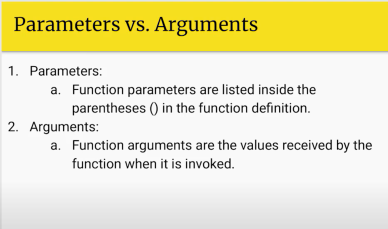 Parameters vs. Arguments
1. Parameters:
a. Function parameters are listed inside the
parentheses () in the function definition.
2. Arguments:
a. Function arguments are the values received by the
function when it is invoked.